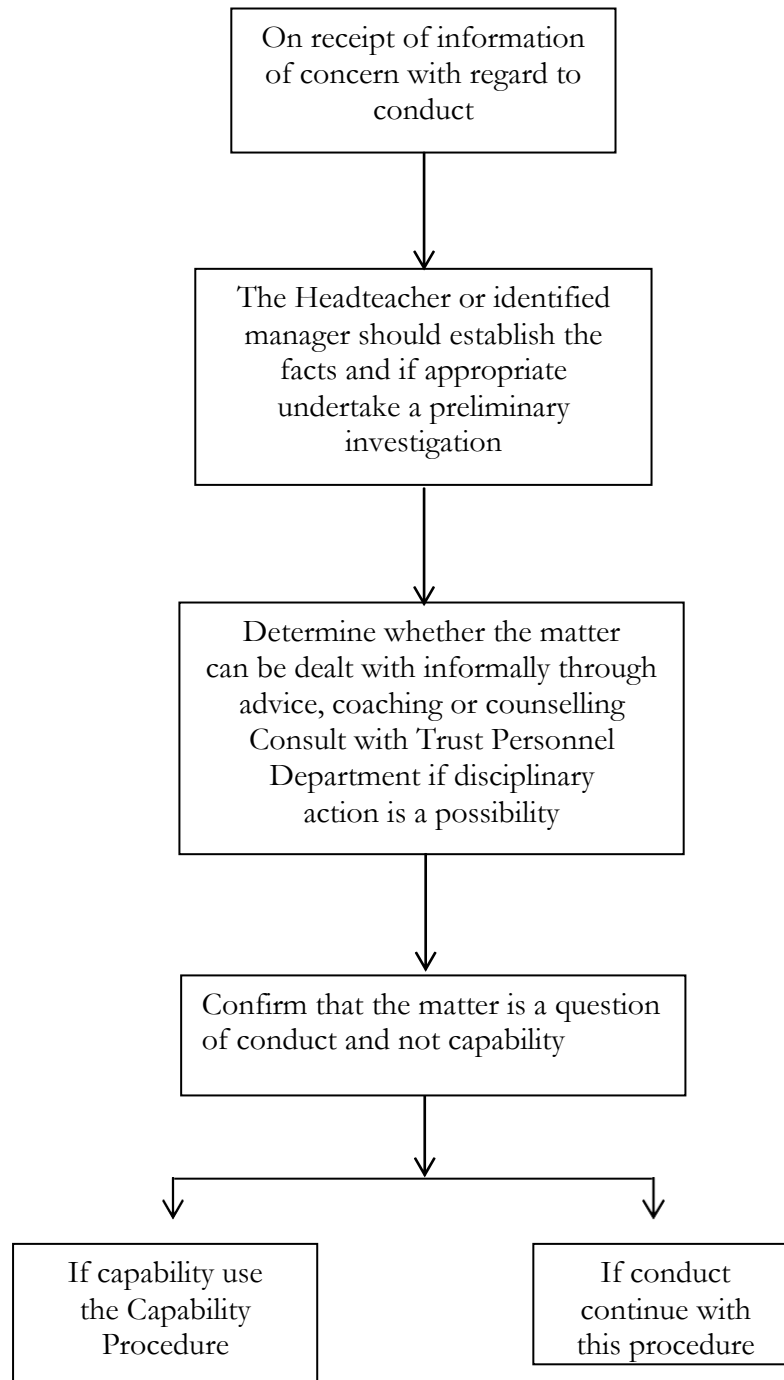 On receipt of information
of concern with regard to
conduct
The Headteacher or identified
manager should establish the
facts and if appropriate
undertake a preliminary
investigation
Determine whether the matter
can be dealt with informally through
advice, coaching or counselling
Consult with Trust Personnel
Department if disciplinary
action is a possibility
Confirm that the matter is a question
of conduct and not capability
If capability use
the Capability
Procedure
If conduct
continue with
this procedure